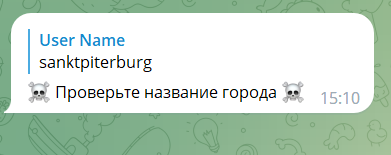 User Name
sanktpiterburg
☠️ Проверьте название города ☠️ 15:10